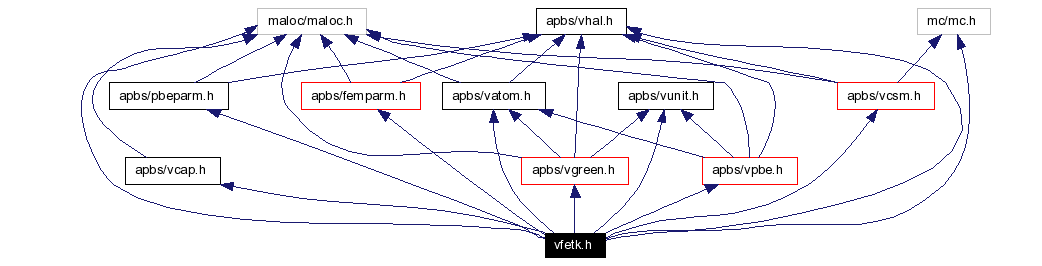 maloc/maloc.h
apbs/vhal.h
mc/mc.h
apbs/pbeparm.h
apbs/femparm.h
apbs/vatom.h
apbs/vunit.h
apbs/vcsm.h
apbs/vcap.h
apbs/vgreen.h
apbs/vpbe.h
vfetk.h